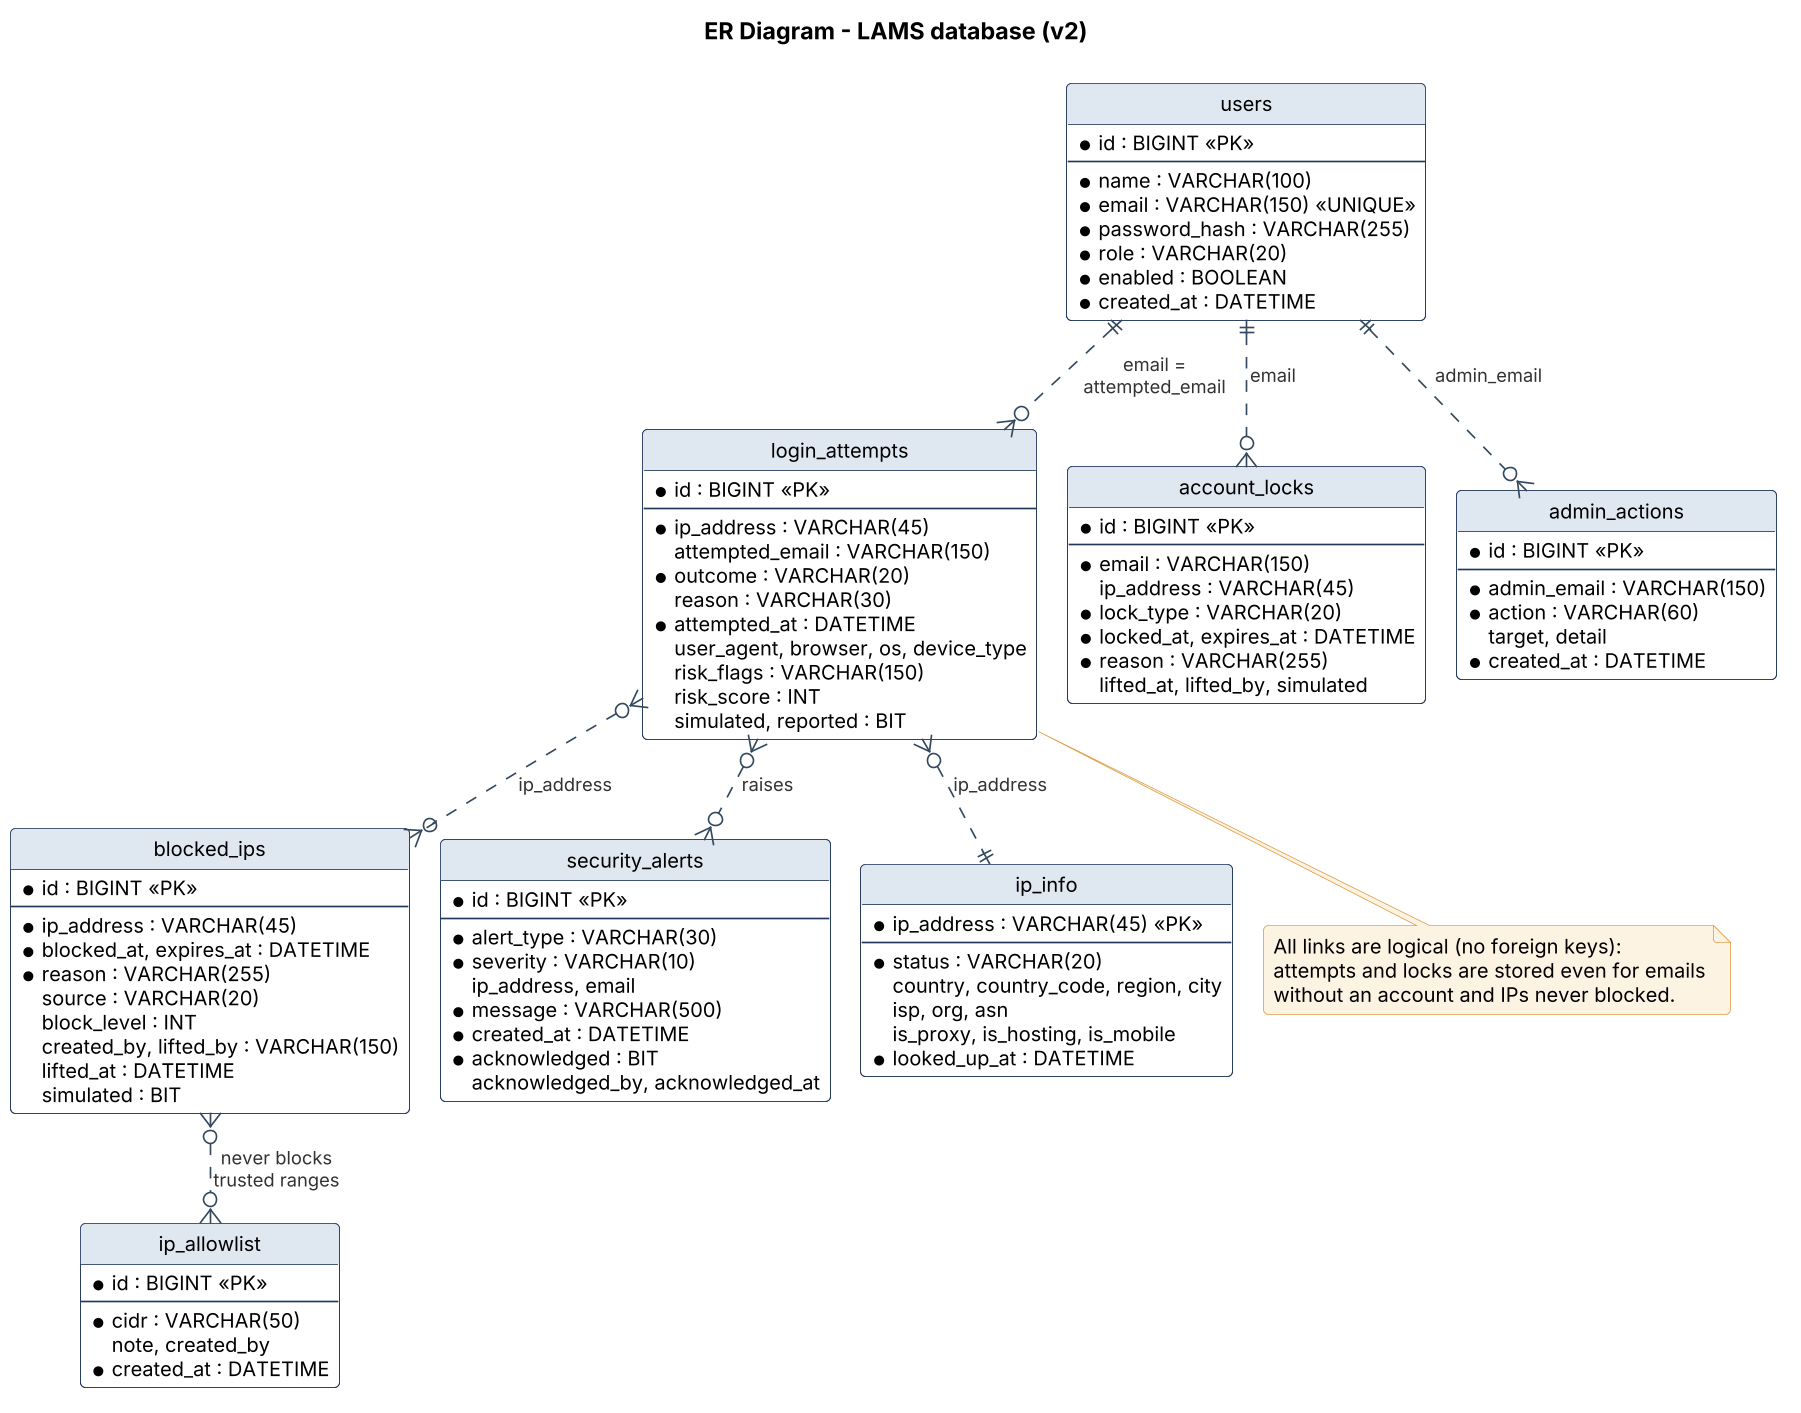 ER Diagram - LAMS database (v2)
users
id : BIGINT «PK»
name : VARCHAR(100)
email : VARCHAR(150) «UNIQUE»
password_hash : VARCHAR(255)
role : VARCHAR(20)
enabled : BOOLEAN
created_at : DATETIME
email =
attempted_email
email
admin_email
login_attempts
id : BIGINT «PK»
ip_address : VARCHAR(45)
attempted_email : VARCHAR(150)
outcome : VARCHAR(20)
reason : VARCHAR(30)
attempted_at : DATETIME
user_agent, browser, os, device_type
risk_flags : VARCHAR(150)
risk_score : INT
simulated, reported : BIT
account_locks
id : BIGINT «PK»
email : VARCHAR(150)
ip_address : VARCHAR(45)
lock_type : VARCHAR(20)
locked_at, expires_at : DATETIME
reason : VARCHAR(255)
lifted_at, lifted_by, simulated
admin_actions
id : BIGINT «PK»
admin_email : VARCHAR(150)
action : VARCHAR(60)
target, detail
created_at : DATETIME
ip_address
raises
ip_address
blocked_ips
id : BIGINT «PK»
ip_address : VARCHAR(45)
blocked_at, expires_at : DATETIME
reason : VARCHAR(255)
source : VARCHAR(20)
block_level : INT
created_by, lifted_by : VARCHAR(150)
lifted_at : DATETIME
simulated : BIT
security_alerts
id : BIGINT «PK»
alert_type : VARCHAR(30)
severity : VARCHAR(10)
ip_address, email
message : VARCHAR(500)
created_at : DATETIME
acknowledged : BIT
acknowledged_by, acknowledged_at
ip_info
ip_address : VARCHAR(45) «PK»
status : VARCHAR(20)
country, country_code, region, city
isp, org, asn
is_proxy, is_hosting, is_mobile
looked_up_at : DATETIME
All links are logical (no foreign keys):
attempts and locks are stored even for emails
without an account and IPs never blocked.
never blocks
trusted ranges
ip_allowlist
id : BIGINT «PK»
cidr : VARCHAR(50)
note, created_by
created_at : DATETIME